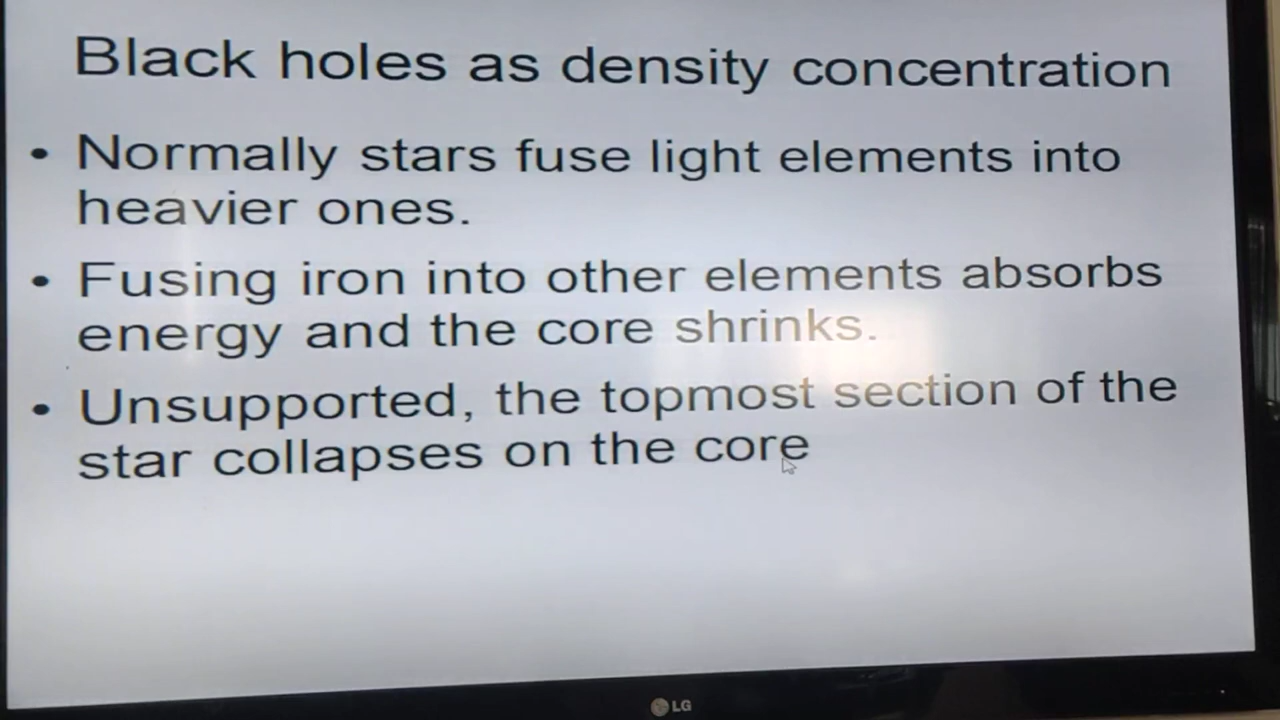 Black holes as density concentration
• Normally stars fuse light elements into
heavier ones.
• Fusing iron into other elements absorbs
energy and the core shrinks.
• Unsupported, the topmost section of the
star collapses on the core
LG